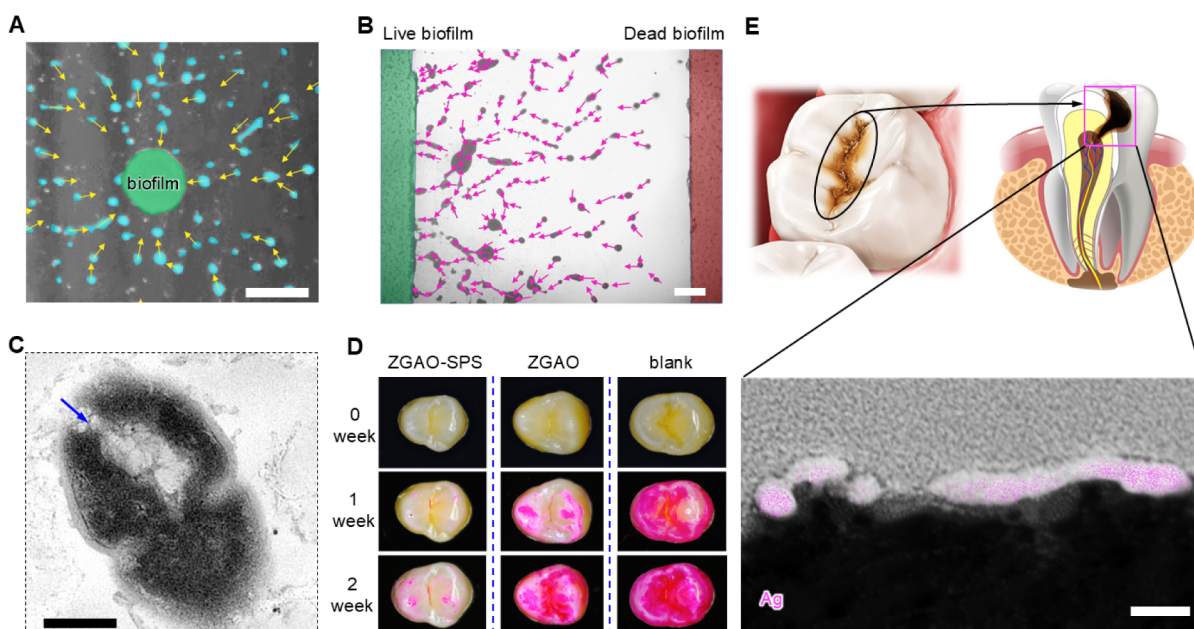 A
biofilm
B
Live biofilm Dead biofilm
C
D
ZGAO-SPS ZGAO blank
0
week
1
week
2
week
E
Ag